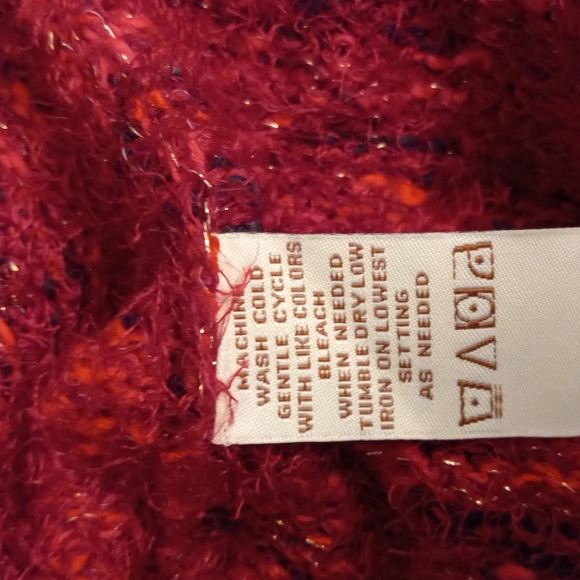 MACHINE
WASH COLD
GENTLE CYCLE
WITH LIKE COLORS
BLEACH
WHEN NEEDED
TUMBLE DRY LOW
IRON ON LOWEST
SETTING
AS NEEDED